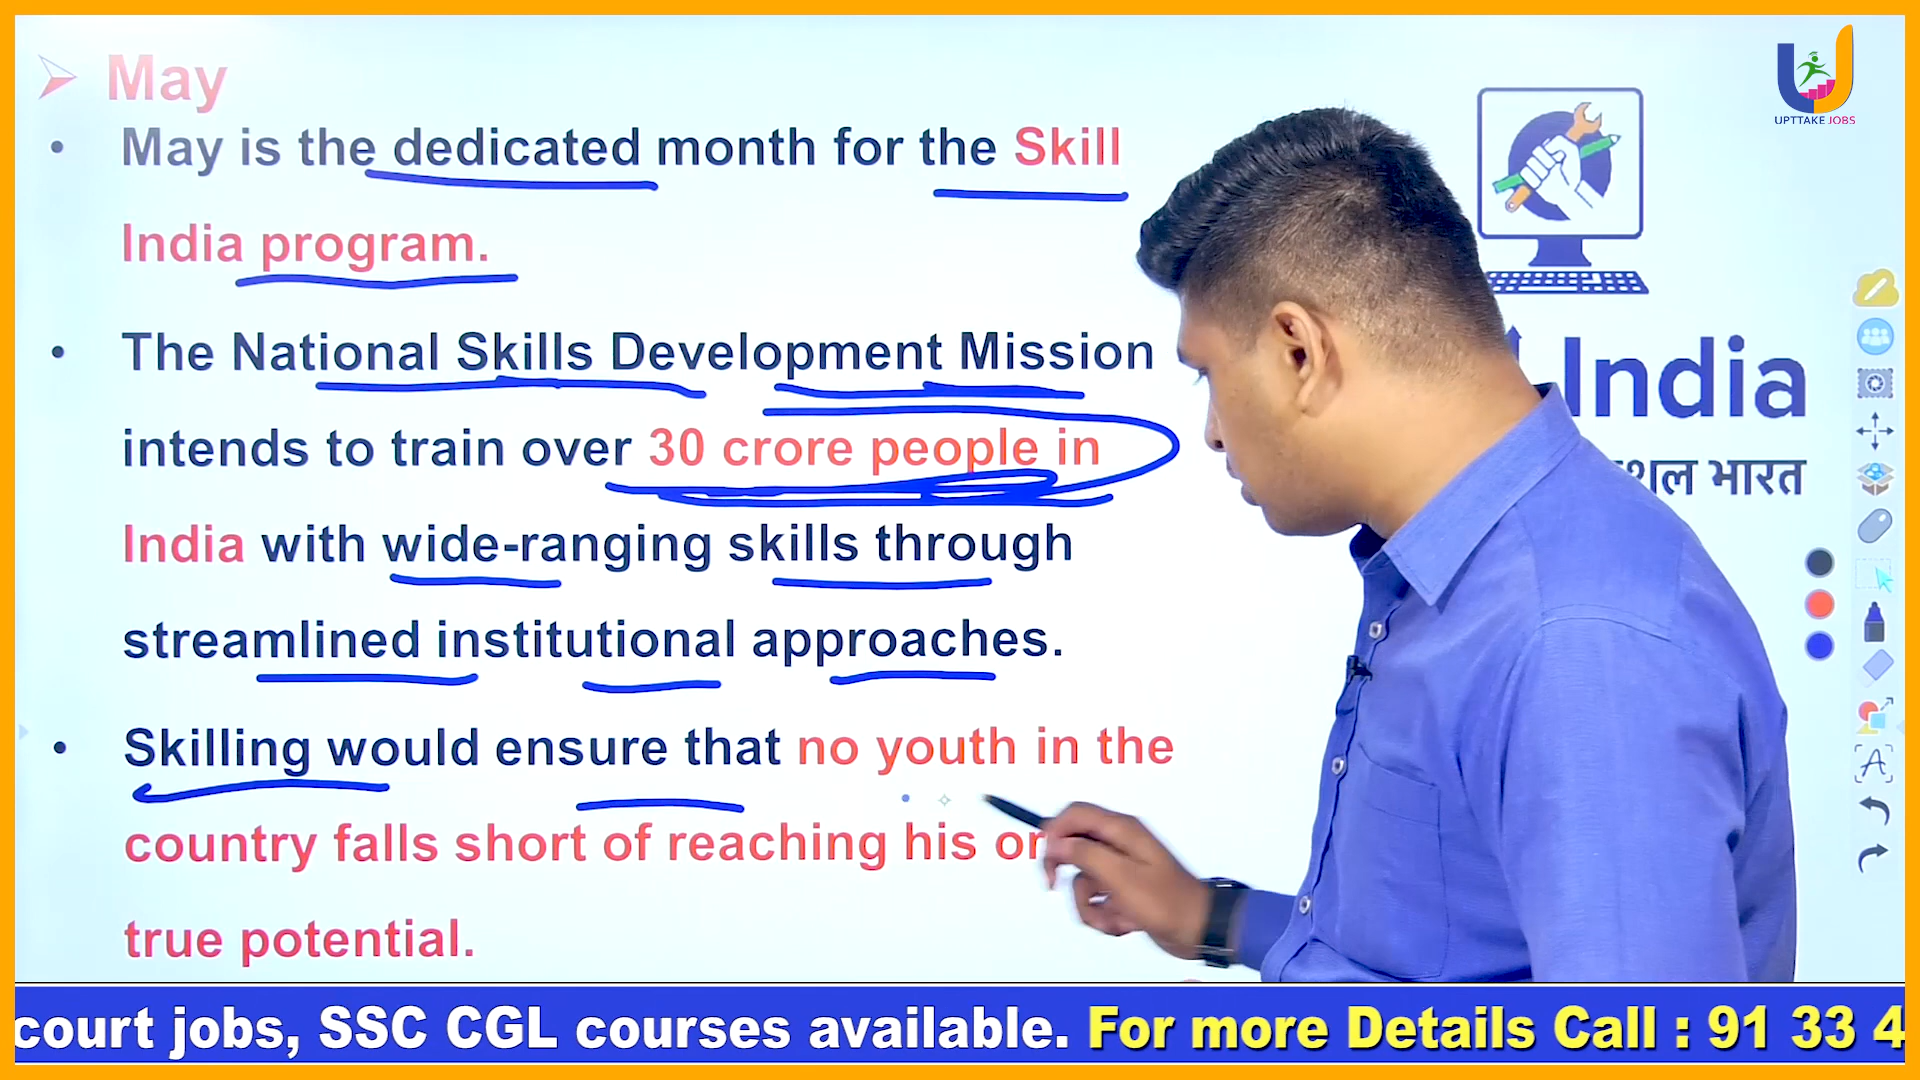 May
UPTTAKE JOBS
May is the dedicated month for the Skill
India program.
The National Skills Development Mission
India
intends to train over 30 crore people in
भारत
India with wide-ranging skills through
streamlined institutional approaches.
Skilling would ensure that no youth in the
country falls short of reaching his or
true potential.
court jobs, SSC CGL courses available. For more Details Call : 91 33 4